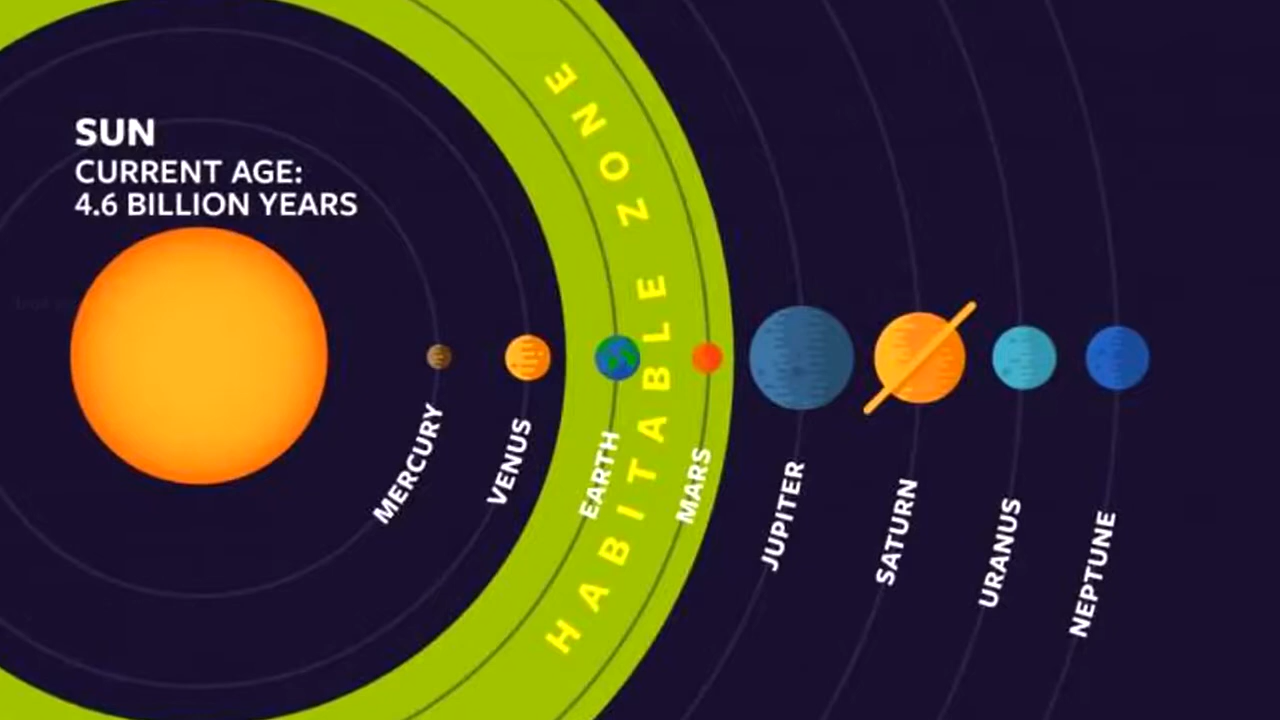 SUN
CURRENT AGE:
4.6 BILLION YEARS
HABITABLE ZONE
MERCURY
VENUS
EARTH
MARS
JUPITER
SATURN
URANUS
NEPTUNE